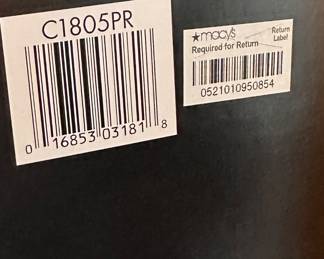 C1805PR
0 16853 03181 8
★macy's Return
Required for Return Label
0521010950854